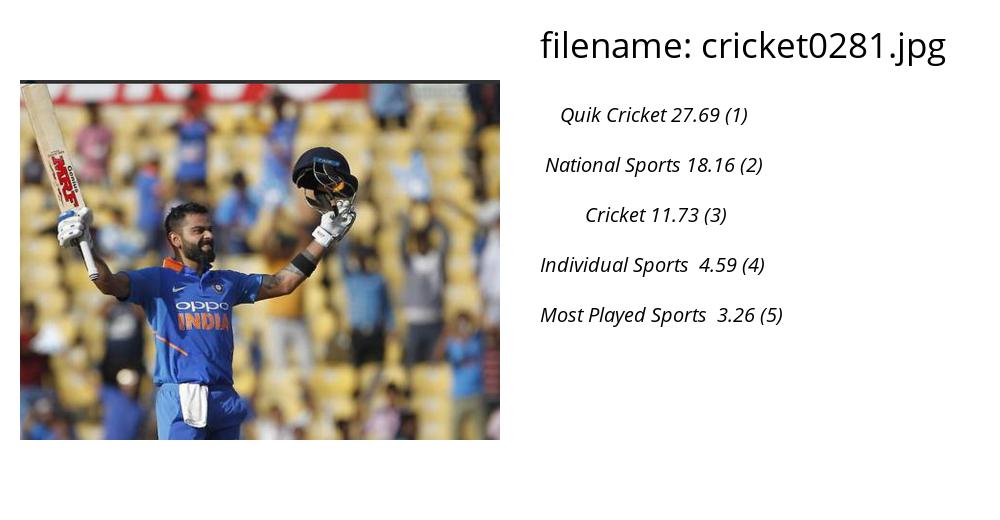 filename: cricket0281.jpg
Quik Cricket 27.69 (1)
National Sports 18.16 (2)
Cricket 11.73 (3)
Individual Sports 4.59 (4)
Most Played Sports 3.26 (5)
MRF
Genius
oppo
INDIA